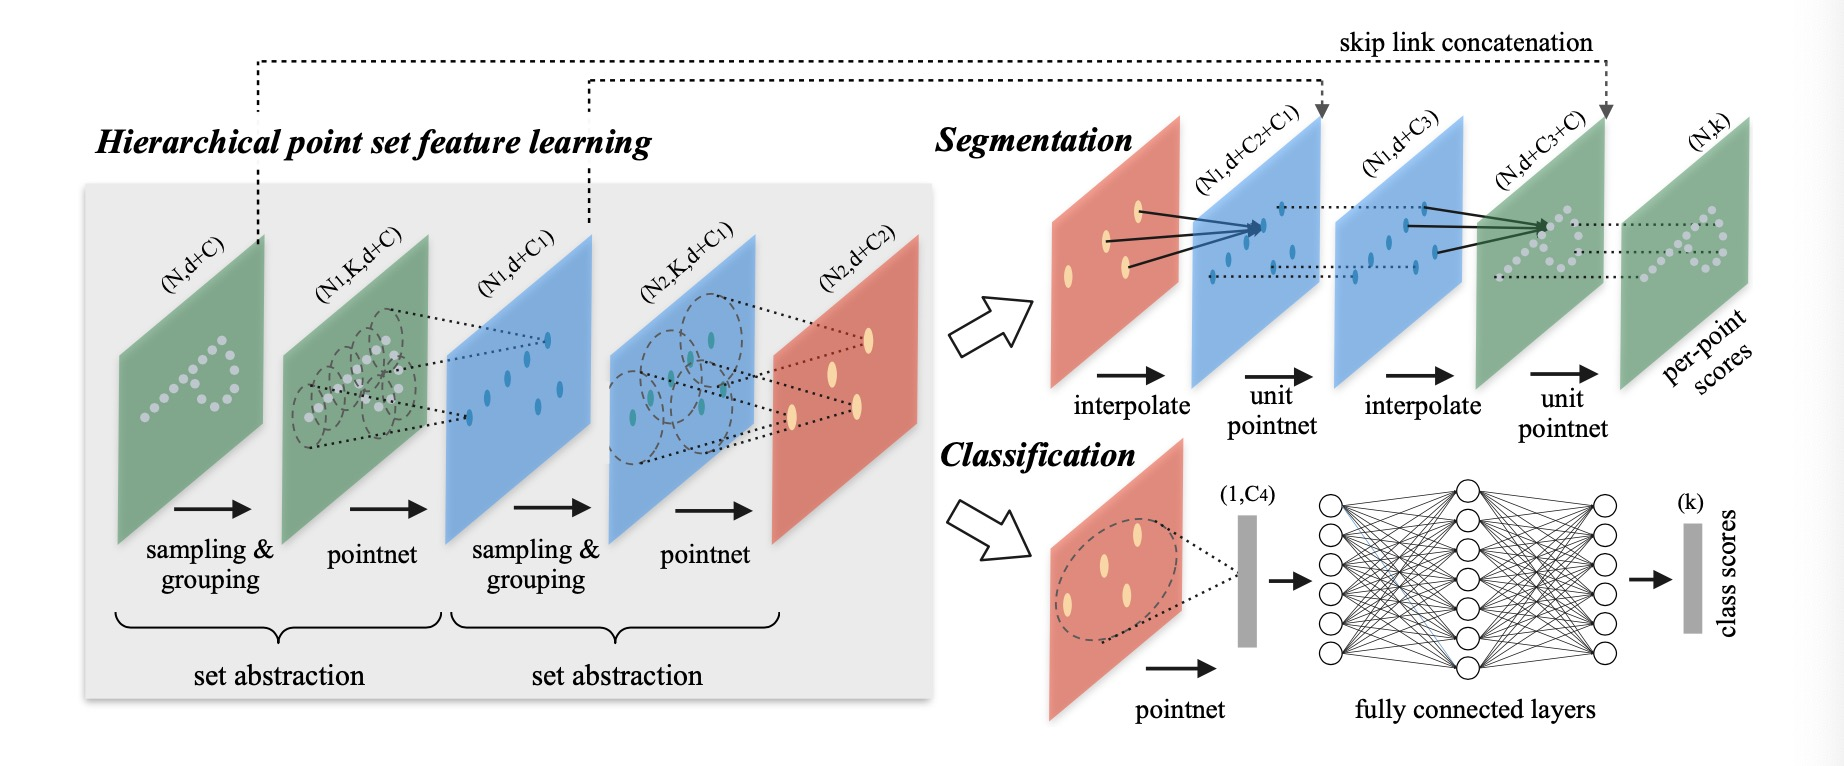 skip link concatenation
Hierarchical point set feature learning
(N,d+C)
(N1,K,d+C)
(N1,d+C1)
(N2,K,d+C1)
(N2,d+C2)
sampling &
grouping
pointnet
sampling &
grouping
pointnet
set abstraction
set abstraction
Segmentation
(N1,d+C2+C1)
(N1,d+C3)
(N,d+C3+C)
(N,k)
per-point
scores
interpolate
unit
pointnet
interpolate
unit
pointnet
Classification
(1,C4)
(k)
class scores
pointnet
fully connected layers